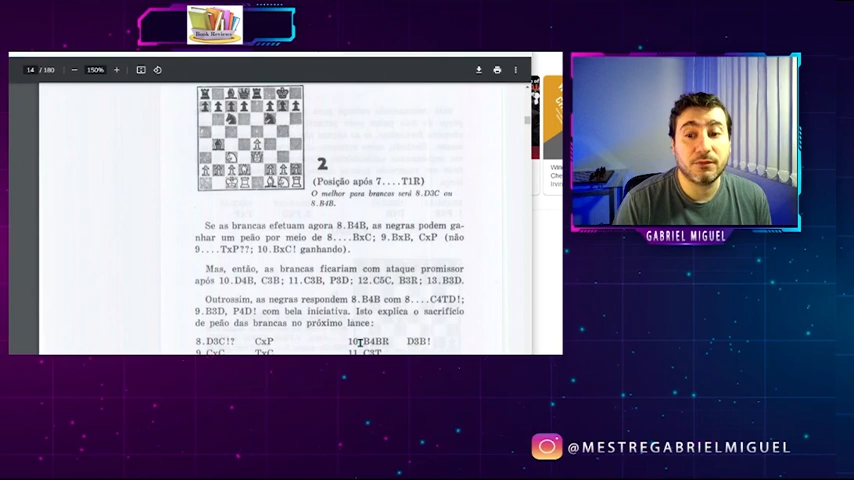 Book Reviews
14 / 180
150%
2
(Posição após 7....T1R)
O melhor para brancas será 8.D3C ou
8.B4B.
Se as brancas efetuam agora 8.B4B, as negras podem ga-
nhar um peão por meio de 8....BxC; 9.BxB, CxP (não
9....TxP??; 10.BxC! ganhando).
Mas, então, as brancas ficariam com ataque promissor
após 10.D4B, C3B; 11.C3B, P3D; 12.C5C, B3R; 13.B3D.
Outrossim, as negras respondem 8.B4B com 8....C4TD!;
9.B3D, P4D! com bela iniciativa. Isto explica o sacrifício
de peão das brancas no próximo lance:
8.D3C!? CxP 10.B4BR D3B!
9.CxC TxC 11.C3T
GABRIEL MIGUEL
@MESTREGABRIELMIGUEL